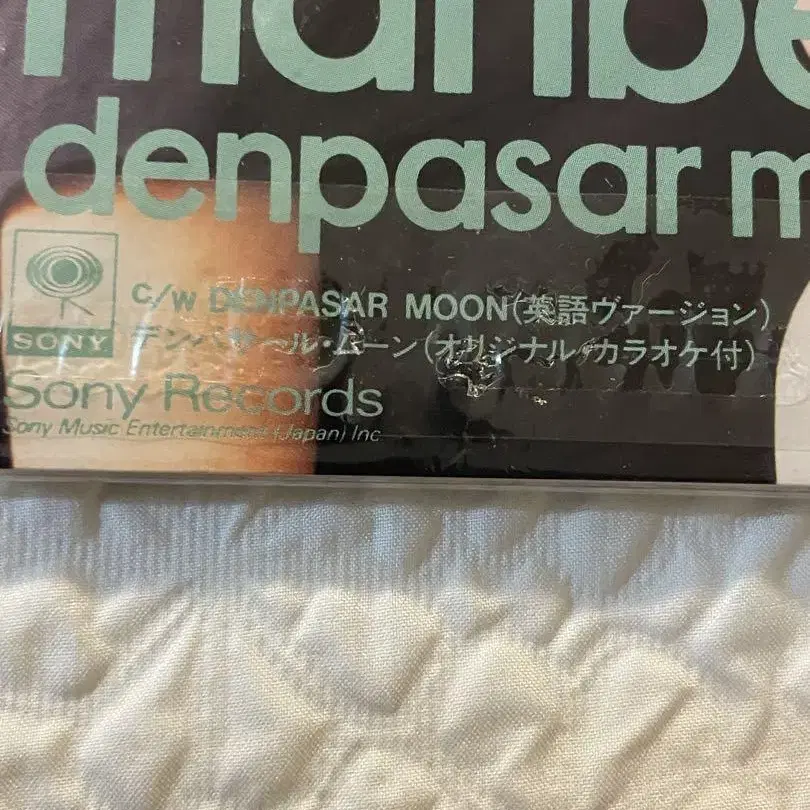 denpasar m
c/w DENPASAR MOON(英語ヴァージョン)
デンパサール・ムーン(オリジナル・カラオケ付)
SONY
Sony Records
Sony Music Entertainment (Japan) Inc